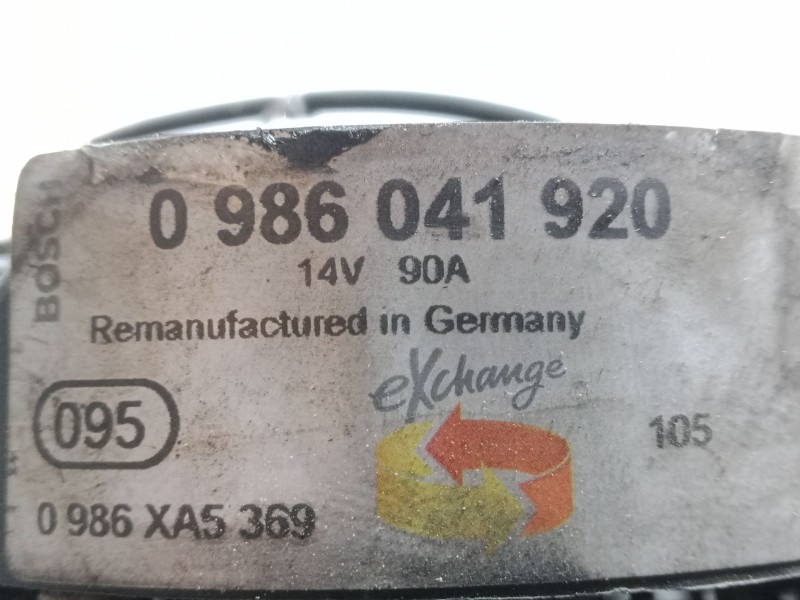 BOSCH
0 986 041 920
14V 90A
Remanufactured in Germany
eXchange
095
105
0 986 XA5 369